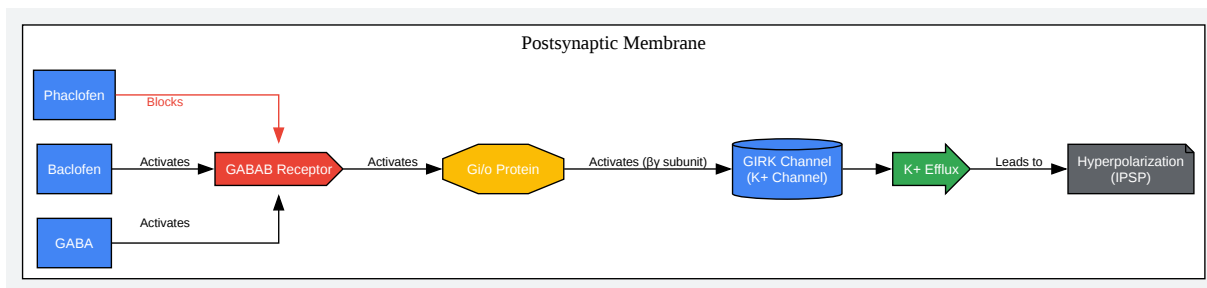 Postsynaptic Membrane
Phaclofen
Blocks
Baclofen
Activates
GABAB Receptor
Activates
Gi/o Protein
Activates (βγ subunit)
GIRK Channel
(K+ Channel)
K+ Efflux
Leads to
Hyperpolarization
(IPSP)
Activates
GABA